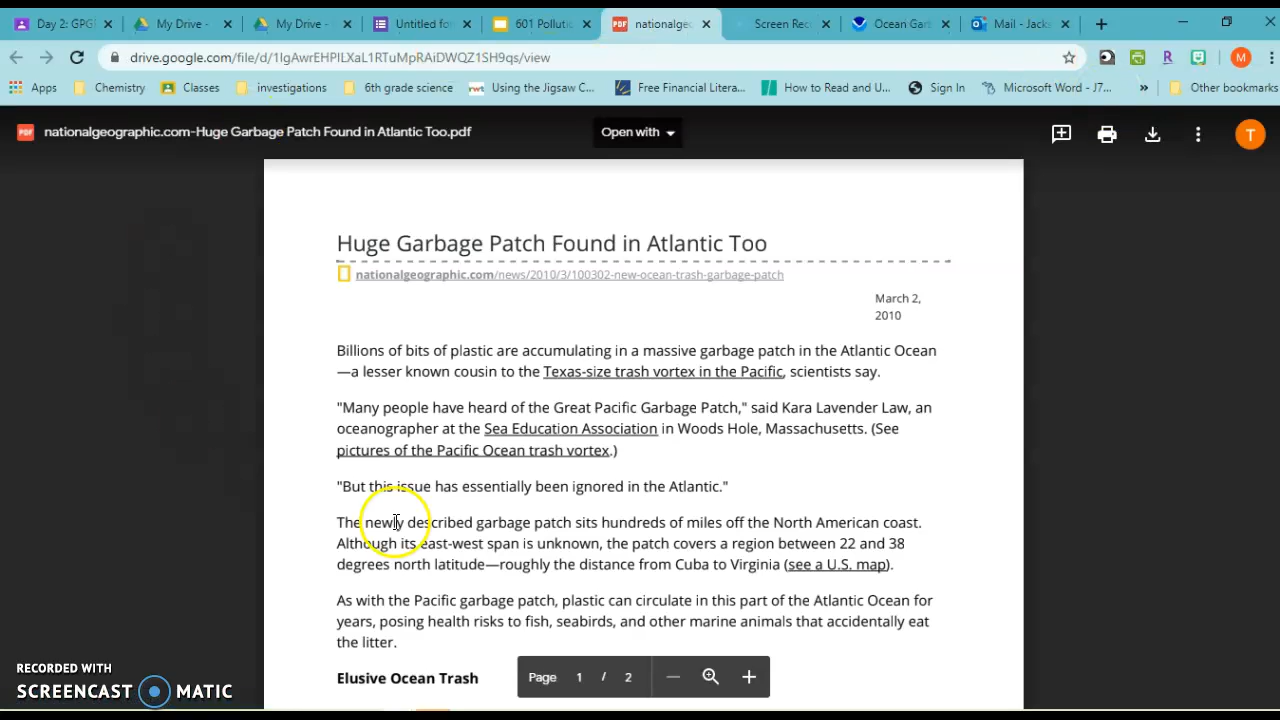 Day 2: GPGI
My Drive -
My Drive -
Untitled for
601 Pollutic
nationalgeo
Screen Rec
Ocean Garb
Mail - Jacks
drive.google.com/file/d/1IgAwrEHPILXaL1RTuMpRAiDWQZ1SH9qs/view
M
Apps
Chemistry
Classes
investigations
6th grade science
Using the Jigsaw C...
Free Financial Litera...
How to Read and U...
Sign In
Microsoft Word - J7...
Other bookmarks
PDF nationalgeographic.com-Huge Garbage Patch Found in Atlantic Too.pdf
Open with
T
Huge Garbage Patch Found in Atlantic Too
nationalgeographic.com/news/2010/3/100302-new-ocean-trash-garbage-patch
March 2,
2010
Billions of bits of plastic are accumulating in a massive garbage patch in the Atlantic Ocean
—a lesser known cousin to the Texas-size trash vortex in the Pacific, scientists say.
"Many people have heard of the Great Pacific Garbage Patch," said Kara Lavender Law, an
oceanographer at the Sea Education Association in Woods Hole, Massachusetts. (See
pictures of the Pacific Ocean trash vortex.)
"But this issue has essentially been ignored in the Atlantic."
The newly described garbage patch sits hundreds of miles off the North American coast.
Although its east-west span is unknown, the patch covers a region between 22 and 38
degrees north latitude—roughly the distance from Cuba to Virginia (see a U.S. map).
As with the Pacific garbage patch, plastic can circulate in this part of the Atlantic Ocean for
years, posing health risks to fish, seabirds, and other marine animals that accidentally eat
the litter.
Elusive Ocean Trash
Page 1 / 2
RECORDED WITH
SCREENCAST MATIC